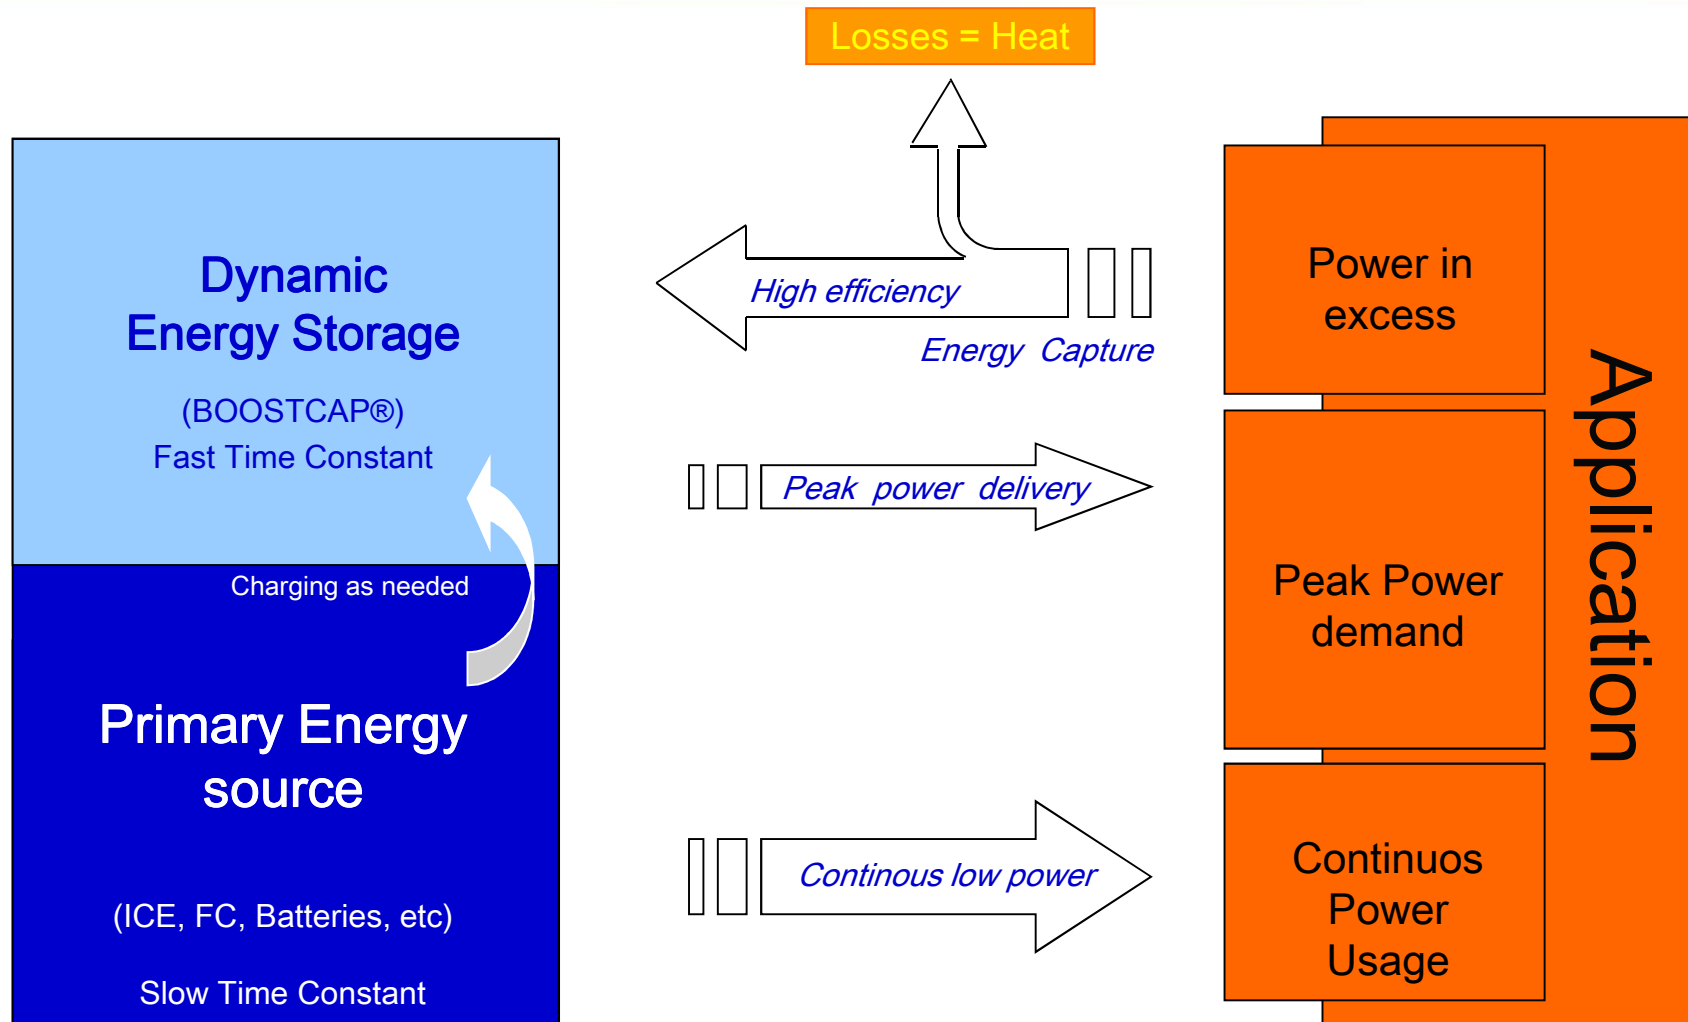 Losses = Heat
Dynamic
Energy Storage
(BOOSTCAP®)
Fast Time Constant
Charging as needed
Primary Energy
source
(ICE, FC, Batteries, etc)
Slow Time Constant
High efficiency
Energy Capture
Peak power delivery
Continous low power
Power in
excess
Peak Power
demand
Continuos
Power
Usage
Application